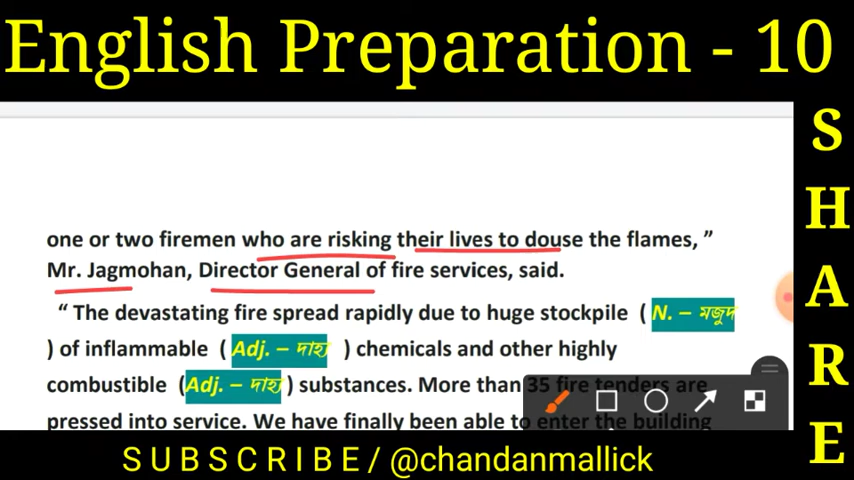 English Preparation - 10
one or two firemen who are risking their lives to douse the flames, ”
Mr. Jagmohan, Director General of fire services, said.
“ The devastating fire spread rapidly due to huge stockpile ( N. – মজুদ
) of inflammable ( Adj. – দাহ্য ) chemicals and other highly
combustible (Adj. – দাহ্য ) substances. More than 35 fire tenders are
pressed into service. We have finally been able to enter the building
SHARE
SUBSCRIBE/ @chandanmallick